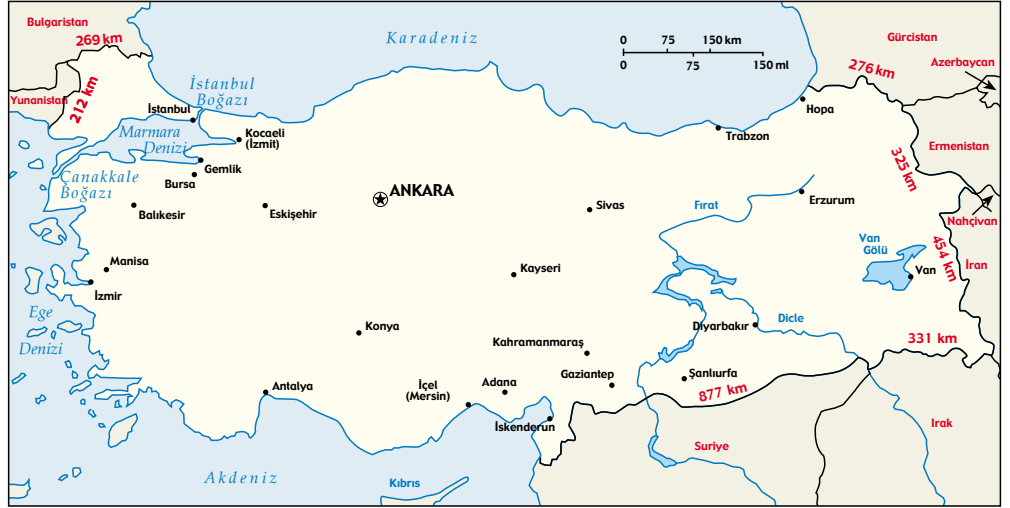 Bulgaristan
269 km
Karadeniz
0 75 150 km
0 75 150 ml
Gürcistan
276 km
Azerbaycan
Yunanistan
212 km
İstanbul
Boğazı
İstanbul
Hopa
Marmara
Denizi
Kocaeli
(İzmit)
Trabzon
Ermenistan
325 km
Gemlik
Çanakkale
Boğazı
Bursa
ANKARA
Balıkesir
Eskişehir
Sivas
Fırat
Erzurum
Nahçivan
454 km
Van
Gölü
Van
İran
Manisa
İzmir
Kayseri
Ege
Denizi
Konya
Diyarbakır
Dicle
331 km
Kahramanmaraş
Gaziantep
Şanlıurfa
877 km
Antalya
İçel
(Mersin)
Adana
İskenderun
Suriye
Irak
Akdeniz
Kıbrıs